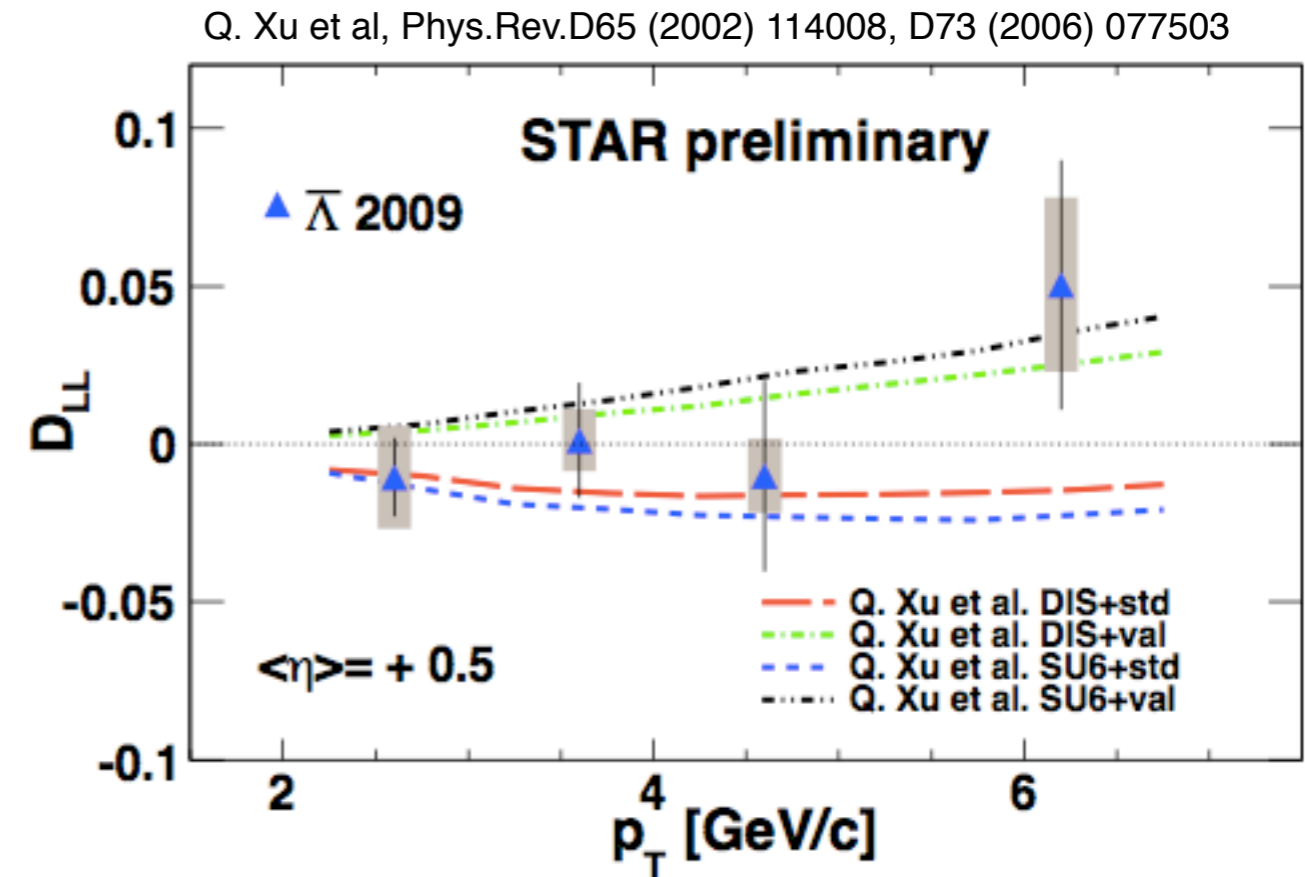 Q. Xu et al, Phys.Rev.D65 (2002) 114008, D73 (2006) 077503
STAR preliminary
Λ̅ 2009
0.1
0.05
0
-0.05
-0.1
D_LL
<η>= + 0.5
Q. Xu et al. DIS+std
Q. Xu et al. DIS+val
Q. Xu et al. SU6+std
Q. Xu et al. SU6+val
2 4 6
p_T [GeV/c]